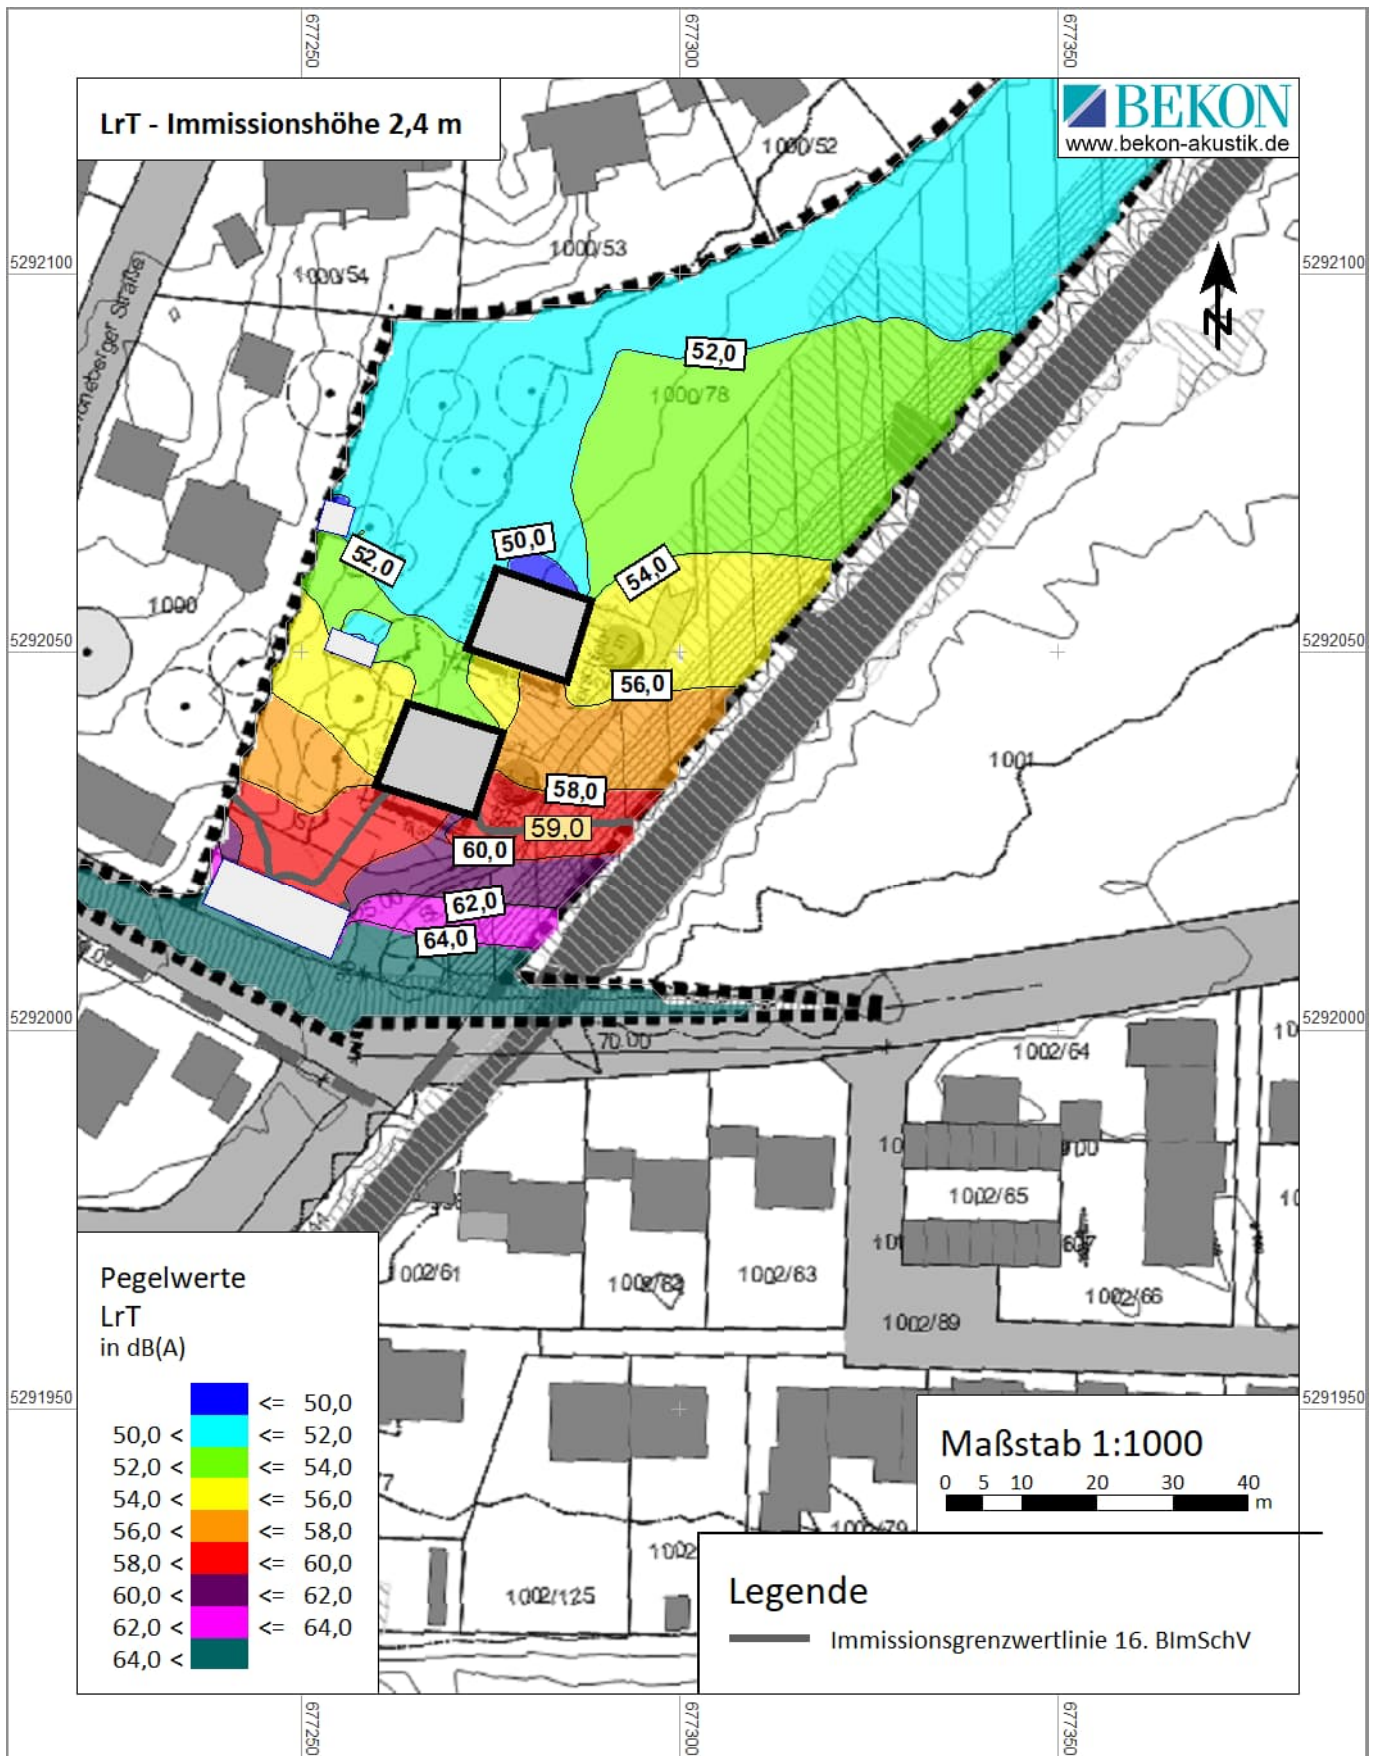 677250
677300
677350
LrT - Immissionshöhe 2,4 m
BEKON
www.bekon-akustik.de
1000/52
1000/53
1000/54
5292100
5292100
52,0
1000/78
50,0
52,0
54,0
1000
5292050
5292050
56,0
1001
58,0
59,0
60,0
62,0
64,0
5292000
5292000
70.00
1002/64
1002/65
1002/63
1002/66
1002/89
5291950
5291950
Pegelwerte
LrT
in dB(A)
<= 50,0
50,0 < <= 52,0
52,0 < <= 54,0
54,0 < <= 56,0
56,0 < <= 58,0
58,0 < <= 60,0
60,0 < <= 62,0
62,0 < <= 64,0
64,0 <
Maßstab 1:1000
0 5 10 20 30 40
m
1002/125
Legende
Immissionsgrenzwertlinie 16. BImSchV
N
677250
677300
677350